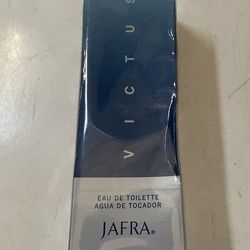 VICTUS
EAU DE TOILETTE
AGUA DE TOCADOR
JAFRA®